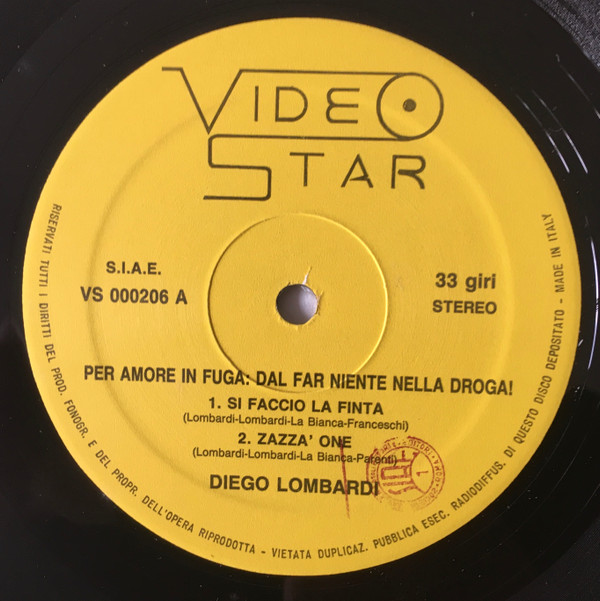 VIDEO
STAR
S.I.A.E.
VS 000206 A
33 giri
STEREO
PER AMORE IN FUGA: DAL FAR NIENTE NELLA DROGA!
1. SI FACCIO LA FINTA
(Lombardi-Lombardi-La Bianca-Franceschi)
2. ZAZZA' ONE
(Lombardi-Lombardi-La Bianca-Parenti)
DIEGO LOMBARDI
RISERVATI TUTTI I DIRITTI DEL PROD. FONOGR. E DEL PROPR. DELL'OPERA RIPRODOTTA - VIETATA DUPLICAZ. PUBBLICA ESEC. RADIODIFFUS. DI QUESTO DISCO DEPOSITATO - MADE IN ITALY